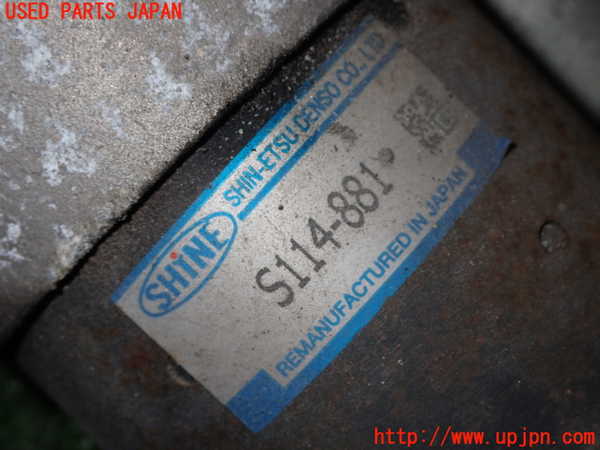 USED PARTS JAPAN
SHIN-ETSU DENSO CO., LTD.
SHiNE
S114-881
REMANUFACTURED IN JAPAN
http://www.upjpn.com